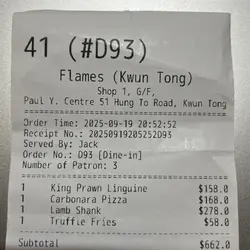 41 (#D93)
Flames (Kwun Tong)
Shop 1, G/F,
Paul Y. Centre 51 Hung To Road, Kwun Tong
Order Time: 2025-09-19 20:52:52
Receipt No.: 20250919205252D93
Served By: Jack
Order No.: D93 [Dine-in]
Number of Patron: 3
1 King Prawn Linguine $158.0
1 Carbonara Pizza $168.0
1 Lamb Shank $278.0
1 Truffle Fries $58.0
Subtotal $662.0